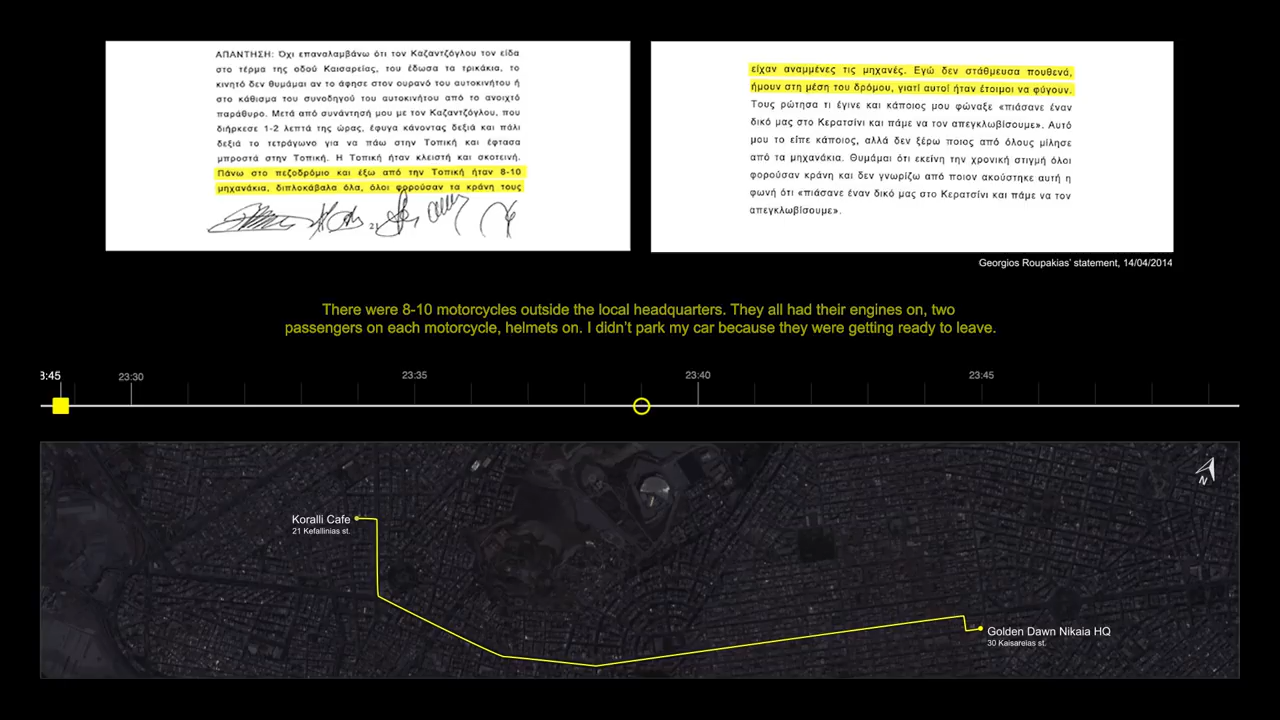 ΑΠΑΝΤΗΣΗ: Όχι επαναλαμβάνω ότι τον Καζαντζόγλου τον είδα
στο τέρμα της οδού Καισαρείας, του έδωσα τα τρικάκια, το
κινητό δεν θυμάμαι αν το άφησε στον ουρανό του αυτοκινήτου ή
στο κάθισμα του συνοδηγού του αυτοκινήτου από το ανοιχτό
παράθυρο. Μετά από συνάντησή μου με τον Καζαντζόγλου, που
διήρκεσε 1-2 λεπτά της ώρας, έφυγα κάνοντας δεξιά και πάλι
δεξιά το τετράγωνο για να πάω στην Τοπική και έφτασα
μπροστά στην Τοπική. Η Τοπική ήταν κλειστή και σκοτεινή.
Πάνω στο πεζοδρόμιο και έξω από την Τοπική ήταν 8-10
μηχανάκια, διπλοκάβαλα όλα, όλοι φορούσαν τα κράνη τους
21
είχαν αναμμένες τις μηχανές. Εγώ δεν στάθμευσα πουθενά,
ήμουν στη μέση του δρόμου, γιατί αυτοί ήταν έτοιμοι να φύγουν.
Τους ρώτησα τι έγινε και κάποιος μου φώναξε «πιάσανε έναν
δικό μας στο Κερατσίνι και πάμε να τον απεγκλωβίσουμε». Αυτό
μου το είπε κάποιος, αλλά δεν ξέρω ποιος από όλους μίλησε
από τα μηχανάκια. Θυμάμαι ότι εκείνη την χρονική στιγμή όλοι
φορούσαν κράνη και δεν γνωρίζω από ποιον ακούστηκε αυτή η
φωνή ότι «πιάσανε έναν δικό μας στο Κερατσίνι και πάμε να τον
απεγκλωβίσουμε».
Georgios Roupakias' statement, 14/04/2014
There were 8-10 motorcycles outside the local headquarters. They all had their engines on, two
passengers on each motorcycle, helmets on. I didn't park my car because they were getting ready to leave.
3:45 23:30 23:35 23:40 23:45
N
Koralli Cafe
21 Kefallinias st.
Golden Dawn Nikaia HQ
30 Kaisareias st.